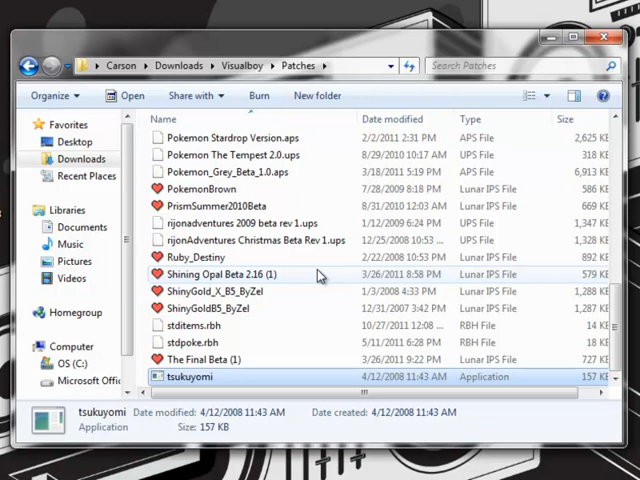 Carson Downloads Visualboy Patches Search Patches
Organize Open Share with Burn New folder
Name Date modified Type Size
Favorites
Desktop
Downloads
Recent Places
Libraries
Documents
Music
Pictures
Videos
Homegroup
Computer
OS (C:)
Microsoft Offic
Pokemon Stardrop Version.aps 2/2/2011 2:31 PM APS File 2,625 KB
Pokemon The Tempest 2.0.ups 8/29/2010 10:17 AM UPS File 318 KB
Pokemon_Grey_Beta_1.0.aps 3/18/2011 5:19 PM APS File 6,913 KB
PokemonBrown 7/28/2009 8:18 PM Lunar IPS File 586 KB
PrismSummer2010Beta 8/31/2010 12:03 AM Lunar IPS File 669 KB
rijonadventures 2009 beta rev 1.ups 1/12/2009 6:24 PM UPS File 1,347 KB
rijonAdventures Christmas Beta Rev 1.ups 12/25/2008 10:53 ... UPS File 1,328 KB
Ruby_Destiny 2/22/2008 10:53 PM Lunar IPS File 892 KB
Shining Opal Beta 2.16 (1) 3/26/2011 8:58 PM Lunar IPS File 579 KB
ShinyGold_X_B5_ByZel 1/3/2008 4:33 PM Lunar IPS File 1,288 KB
ShinyGoldB5_ByZel 12/31/2007 3:42 PM Lunar IPS File 1,287 KB
stditems.rbh 10/27/2011 12:08 ... RBH File 14 KB
stdpoke.rbh 5/11/2011 6:28 PM RBH File 18 KB
The Final Beta (1) 3/26/2011 9:22 PM Lunar IPS File 727 KB
tsukuyomi 4/12/2008 11:43 AM Application 157 KB
tsukuyomi Date modified: 4/12/2008 11:43 AM Date created: 4/12/2008 11:43 AM
Application Size: 157 KB